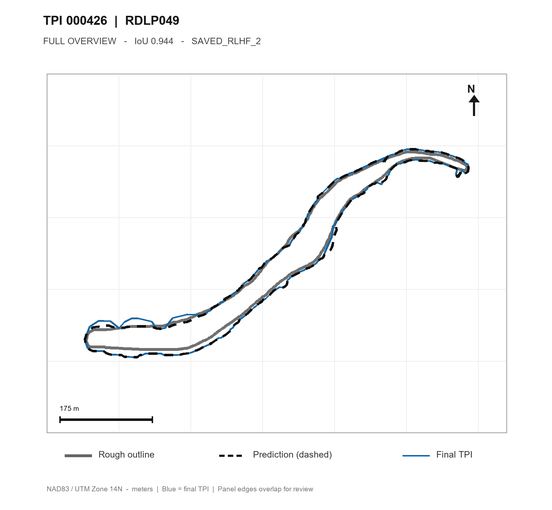 TPI 000426 | RDLP049
FULL OVERVIEW - IoU 0.944 - SAVED_RLHF_2
N
175 m
Rough outline
Prediction (dashed)
Final TPI
NAD83 / UTM Zone 14N - meters | Blue = final TPI | Panel edges overlap for review